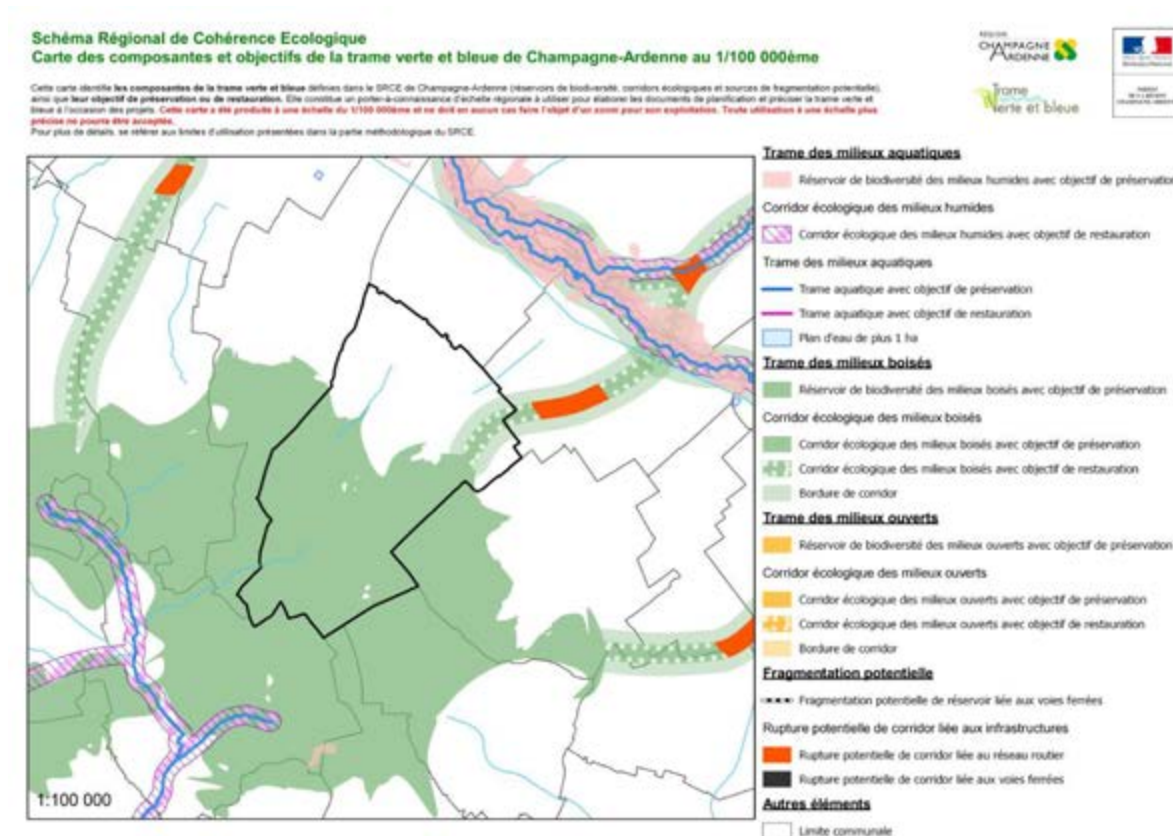 Schéma Régional de Cohérence Ecologique
Carte des composantes et objectifs de la trame verte et bleue de Champagne-Ardenne au 1/100 000ème
Cette carte identifie les composantes de la trame verte et bleue définies dans le SRCE de Champagne-Ardenne (réservoirs de biodiversité, corridors écologiques et sources de fragmentation potentielle),
ainsi que leur objectif de préservation ou de restauration. Elle constitue un porter-à-connaissance d'échelle régionale à utiliser pour élaborer les documents de planification et préciser la trame verte et
bleue à l'occasion des projets. Cette carte a été produite à une échelle du 1/100 000ème et ne doit en aucun cas faire l'objet d'un zoom pour son exploitation. Toute utilisation à une échelle plus
précise ne pourra être acceptée.
Pour plus de détails, se référer aux limites d'utilisation présentées dans la partie méthodologique du SRCE.
RÉGION
CHAMPAGNE
ARDENNE
Trame
verte et bleue
Trame des milieux aquatiques
Réservoir de biodiversité des milieux humides avec objectif de préservation
Corridor écologique des milieux humides
Corridor écologique des milieux humides avec objectif de restauration
Trame des milieux aquatiques
Trame aquatique avec objectif de préservation
Trame aquatique avec objectif de restauration
Plan d'eau de plus 1 ha
Trame des milieux boisés
Réservoir de biodiversité des milieux boisés avec objectif de préservation
Corridor écologique des milieux boisés
Corridor écologique des milieux boisés avec objectif de préservation
Corridor écologique des milieux boisés avec objectif de restauration
Bordure de corridor
Trame des milieux ouverts
Réservoir de biodiversité des milieux ouverts avec objectif de préservation
Corridor écologique des milieux ouverts
Corridor écologique des milieux ouverts avec objectif de préservation
Corridor écologique des milieux ouverts avec objectif de restauration
Bordure de corridor
Fragmentation potentielle
Fragmentation potentielle de réservoir liée aux voies ferrées
Rupture potentielle de corridor liée aux infrastructures
Rupture potentielle de corridor liée au réseau routier
Rupture potentielle de corridor liée aux voies ferrées
Autres éléments
Limite communale
1:100 000